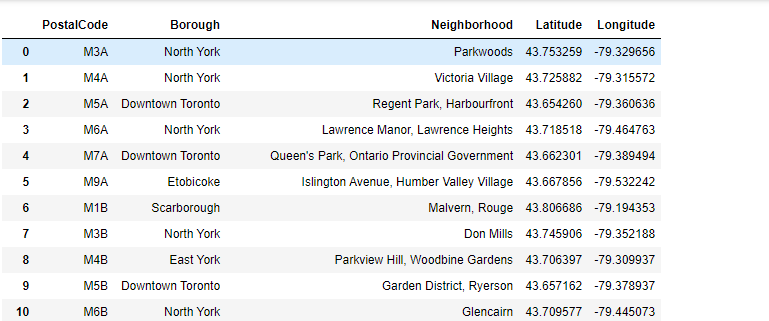 PostalCode Borough Neighborhood Latitude Longitude
0 M3A North York Parkwoods 43.753259 -79.329656
1 M4A North York Victoria Village 43.725882 -79.315572
2 M5A Downtown Toronto Regent Park, Harbourfront 43.654260 -79.360636
3 M6A North York Lawrence Manor, Lawrence Heights 43.718518 -79.464763
4 M7A Downtown Toronto Queen's Park, Ontario Provincial Government 43.662301 -79.389494
5 M9A Etobicoke Islington Avenue, Humber Valley Village 43.667856 -79.532242
6 M1B Scarborough Malvern, Rouge 43.806686 -79.194353
7 M3B North York Don Mills 43.745906 -79.352188
8 M4B East York Parkview Hill, Woodbine Gardens 43.706397 -79.309937
9 M5B Downtown Toronto Garden District, Ryerson 43.657162 -79.378937
10 M6B North York Glencairn 43.709577 -79.445073